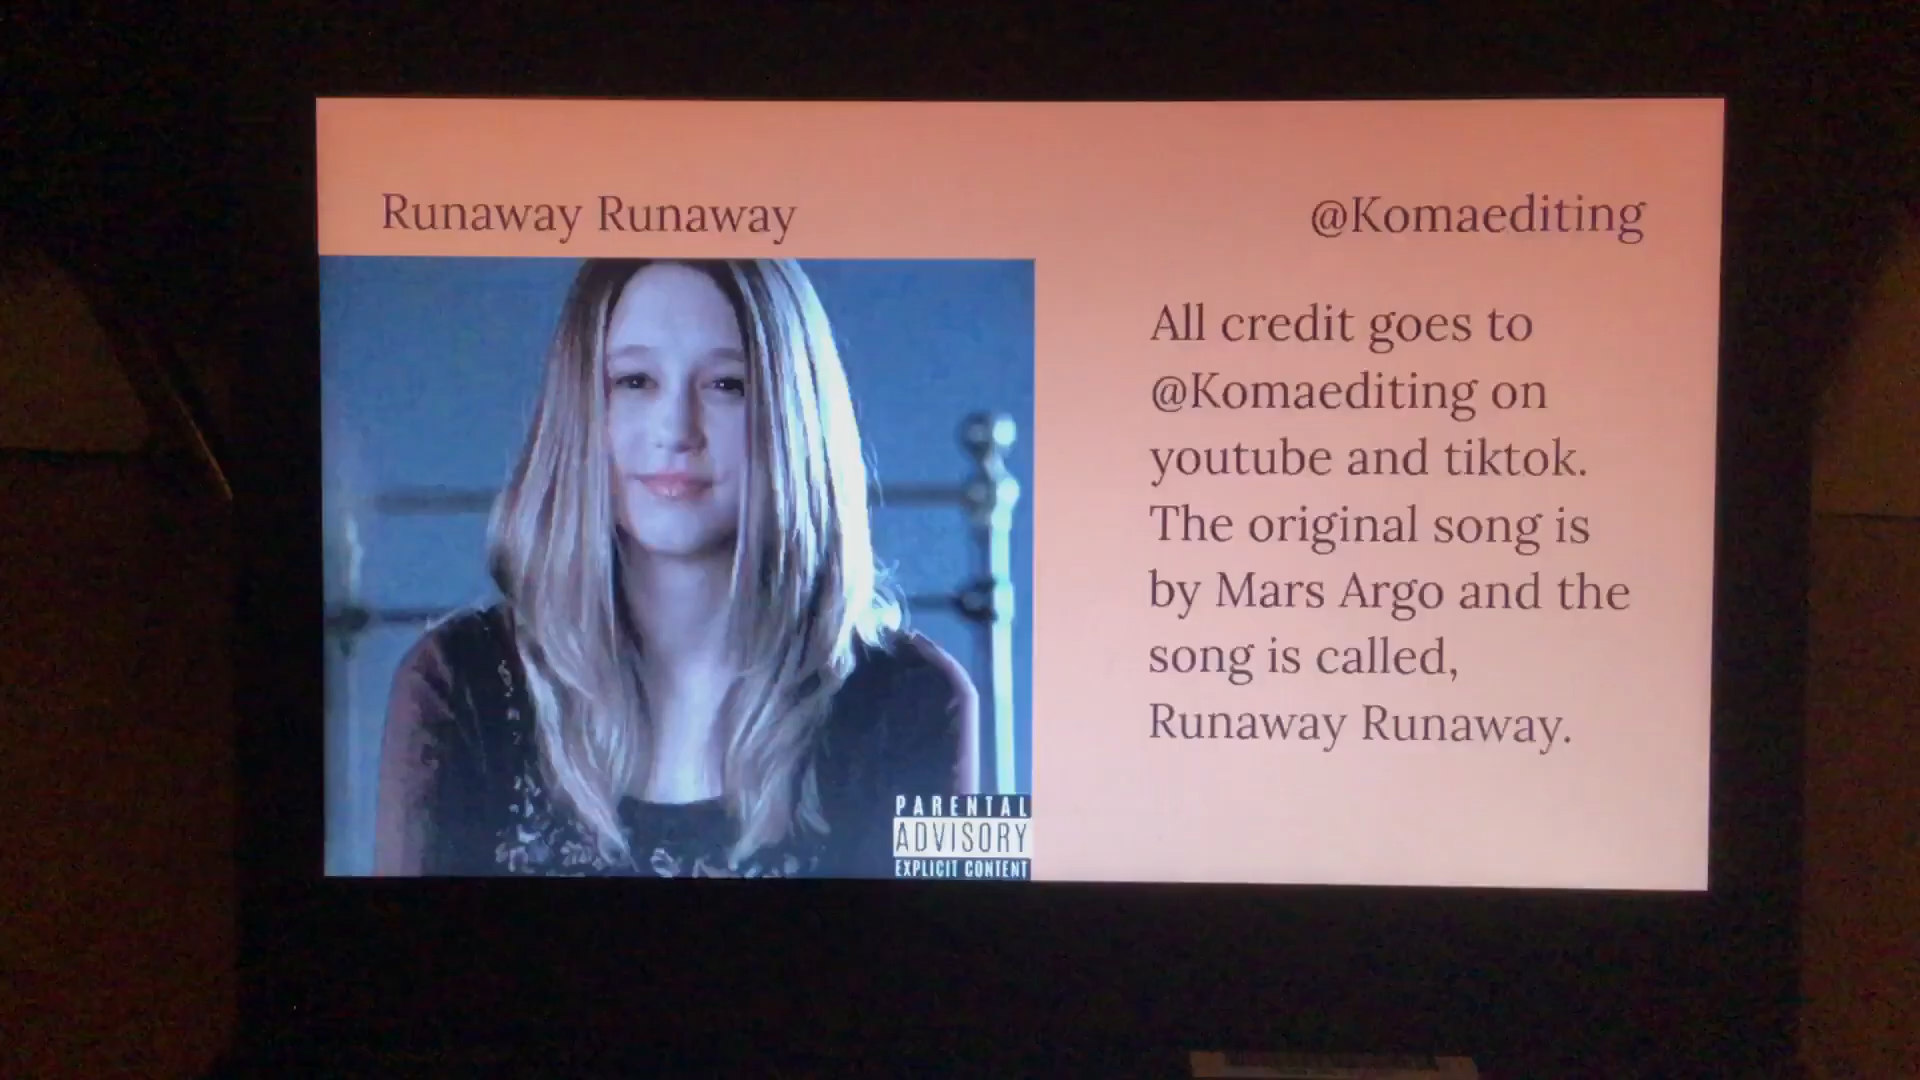 Runaway Runaway
@Komaediting
All credit goes to
@Komaediting on
youtube and tiktok.
The original song is
by Mars Argo and the
song is called,
Runaway Runaway.
PARENTAL
ADVISORY
EXPLICIT CONTENT